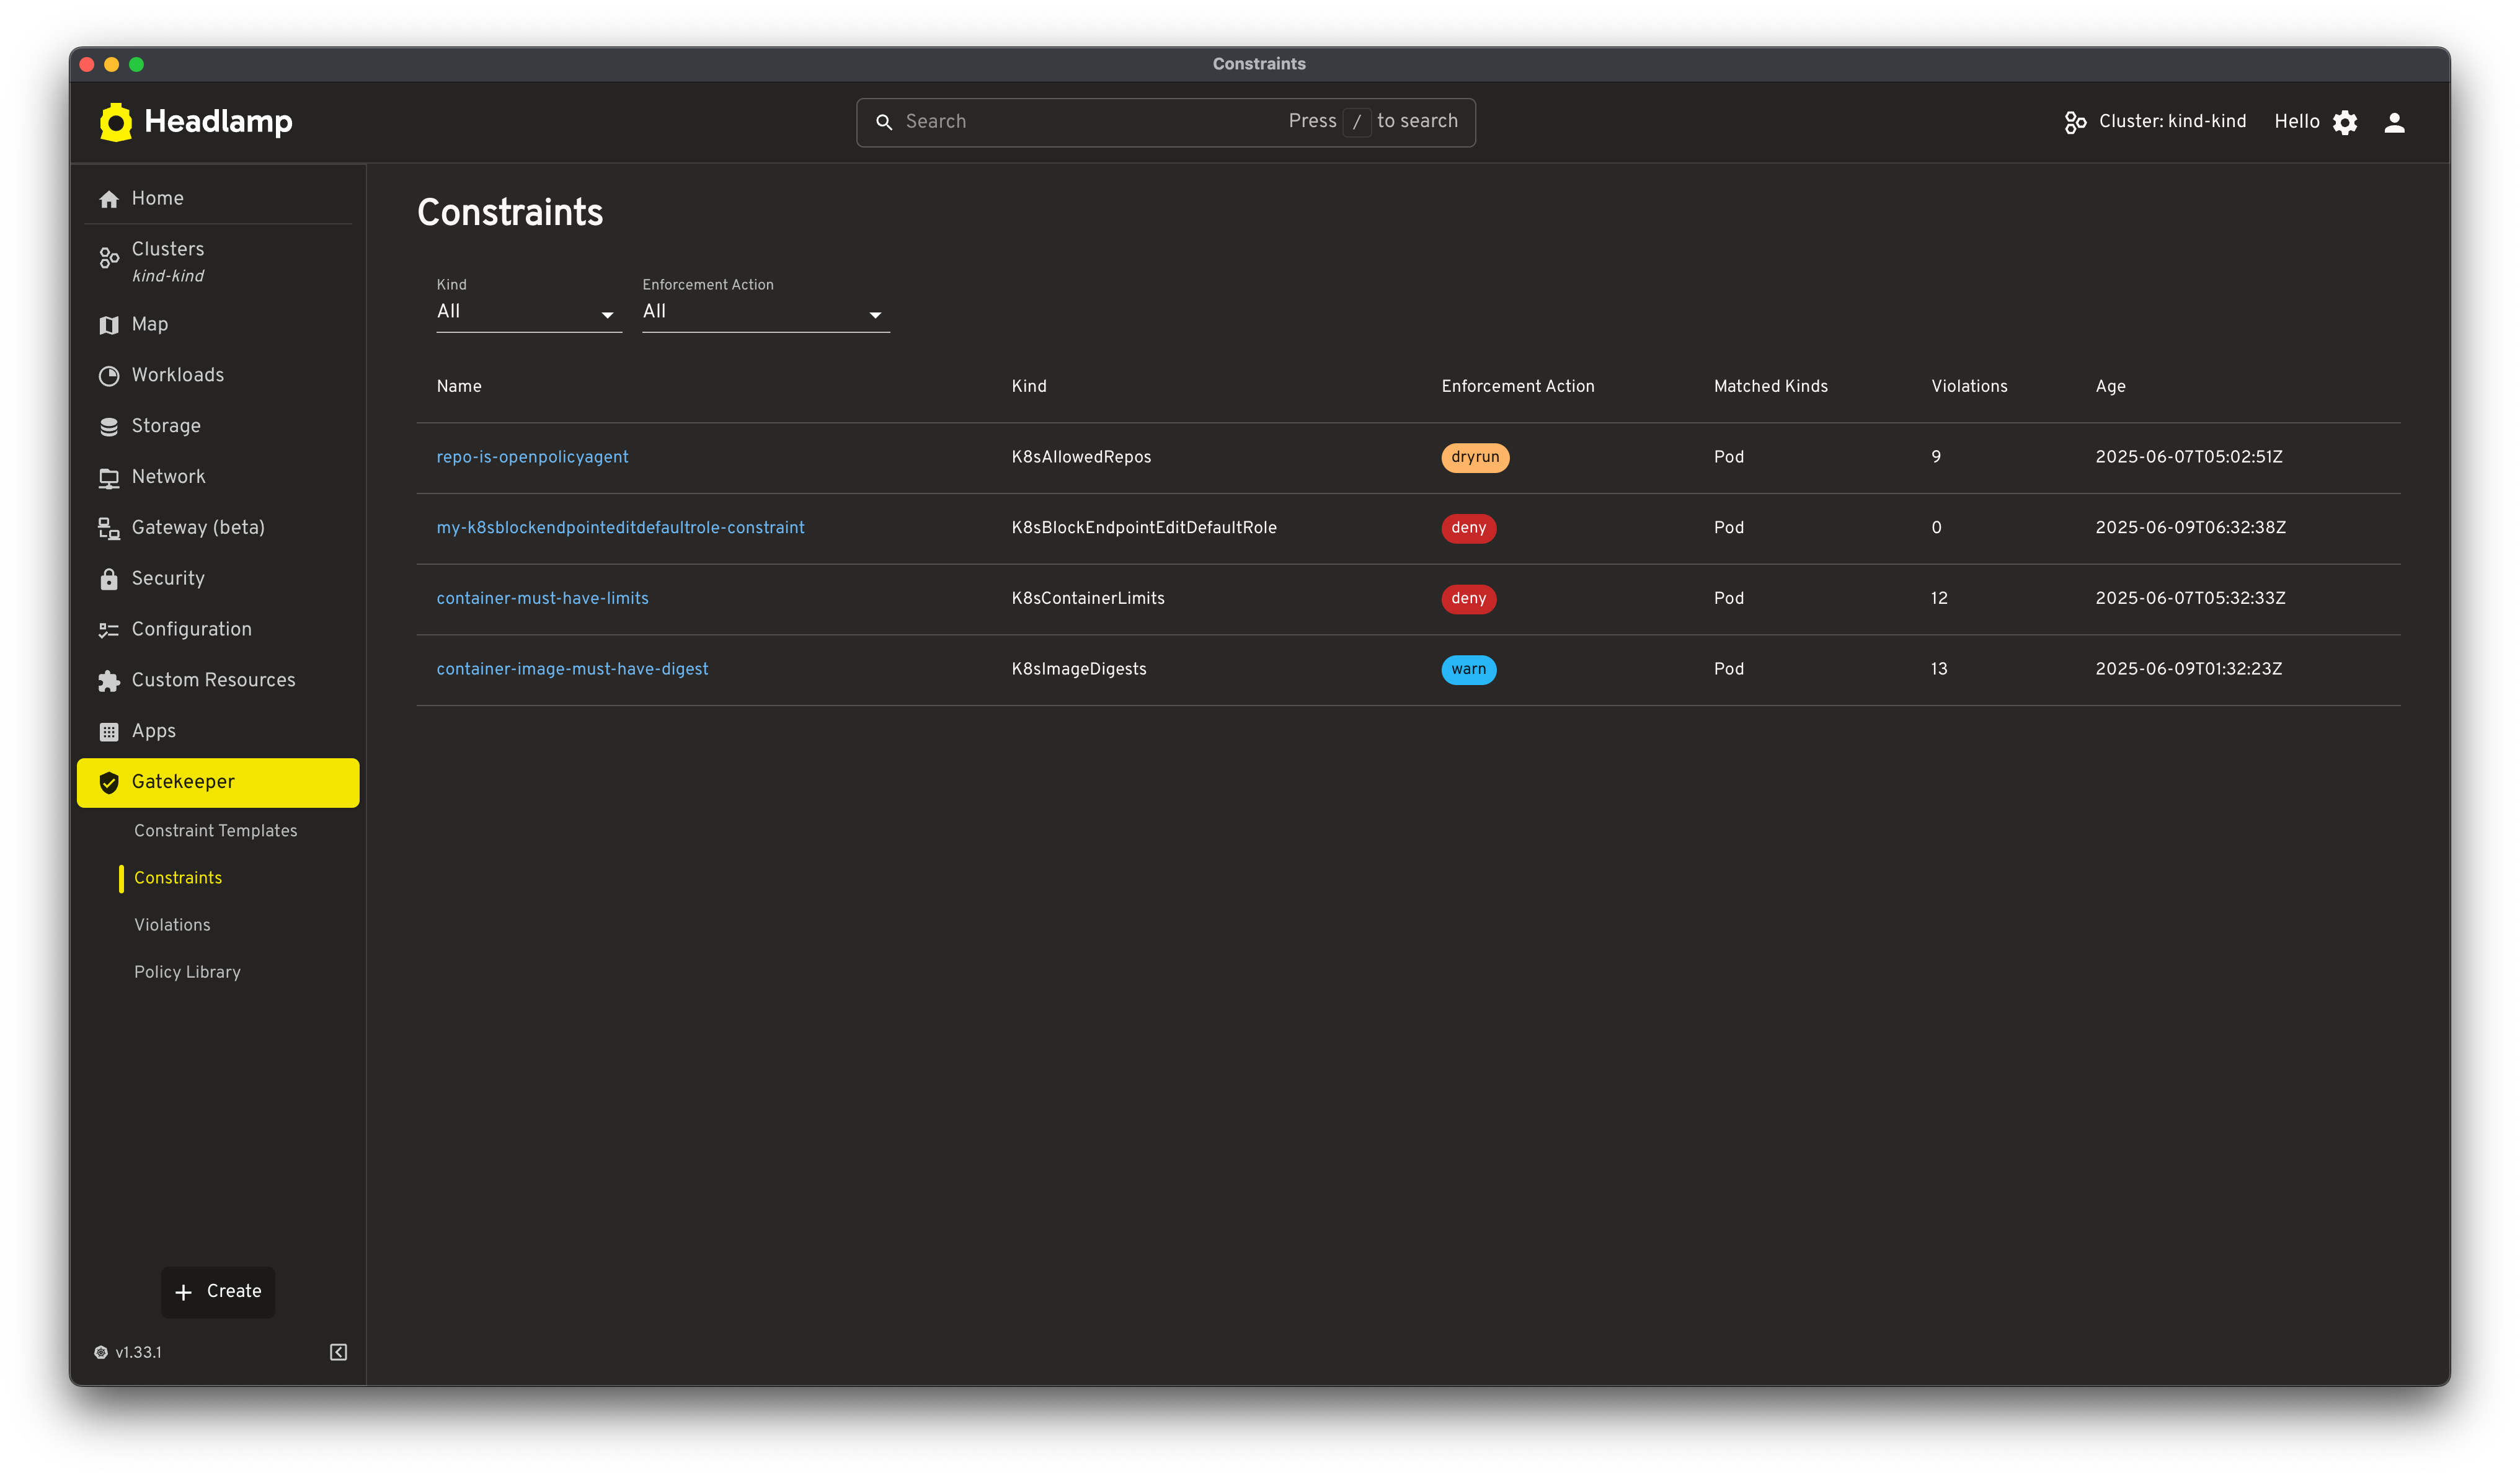 Constraints
Headlamp
Search
Press / to search
Cluster: kind-kind
Hello
Home
Clusters
kind-kind
Map
Workloads
Storage
Network
Gateway (beta)
Security
Configuration
Custom Resources
Apps
Gatekeeper
Constraint Templates
Constraints
Violations
Policy Library
Create
v1.33.1
Constraints
Kind
All
Enforcement Action
All
Name Kind Enforcement Action Matched Kinds Violations Age
repo-is-openpolicyagent K8sAllowedRepos dryrun Pod 9 2025-06-07T05:02:51Z
my-k8sblockendpointeditdefaultrole-constraint K8sBlockEndpointEditDefaultRole deny Pod 0 2025-06-09T06:32:38Z
container-must-have-limits K8sContainerLimits deny Pod 12 2025-06-07T05:32:33Z
container-image-must-have-digest K8sImageDigests warn Pod 13 2025-06-09T01:32:23Z